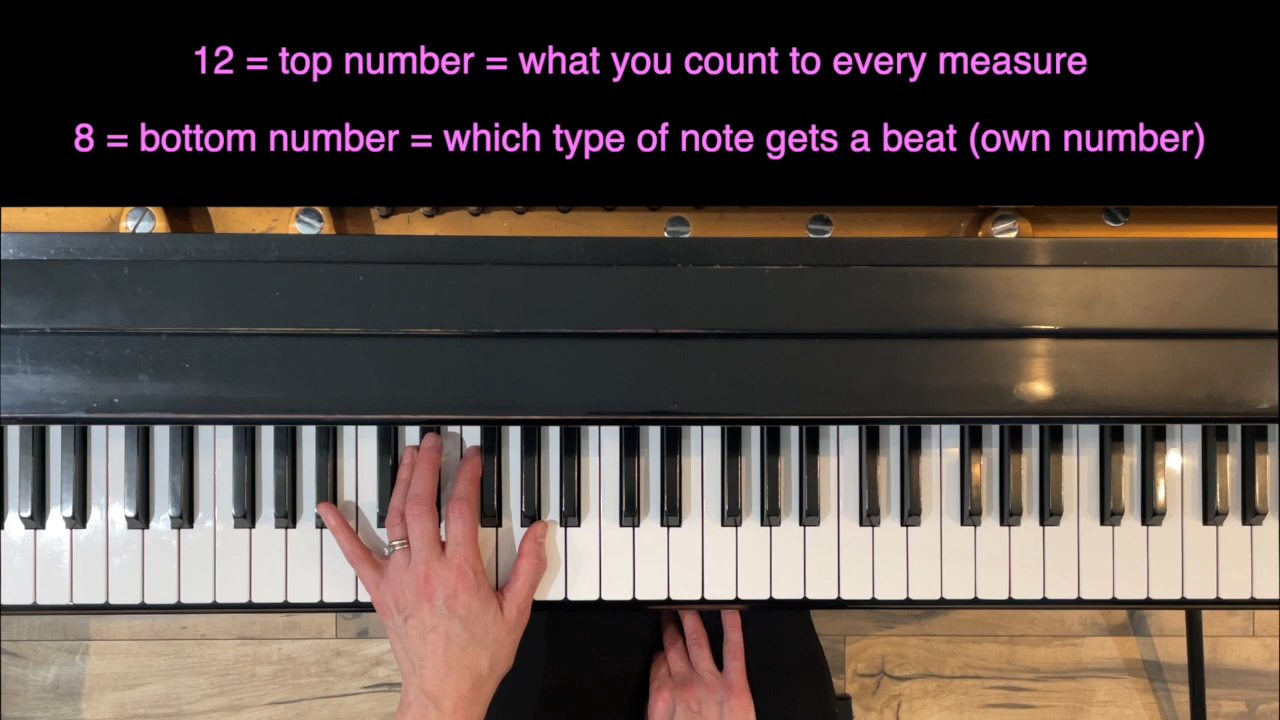 12 = top number = what you count to every measure
8 = bottom number = which type of note gets a beat (own number)